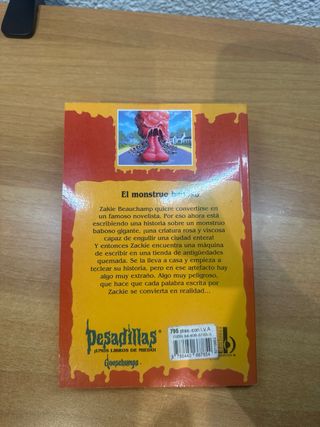 El monstruo baboso
Zakie Beauchamp quiere convertirse en
un famoso novelista. Por eso ahora está
escribiendo una historia sobre un monstruo
baboso gigante, ¡una criatura rosa y viscosa
capaz de engullir una ciudad entera!
Y entonces Zackie encuentra una máquina
de escribir en una tienda de antigüedades
quemada. Se la lleva a casa y empieza a
teclear su historia, pero en ese artefacto hay
algo muy extraño. Algo muy peligroso,
que hace que cada palabra escrita por
Zackie se convierta en realidad...
Pesadillas
¡UNOS LIBROS DE MIEDO!
Goosebumps
795 ptas. con I.V.A.